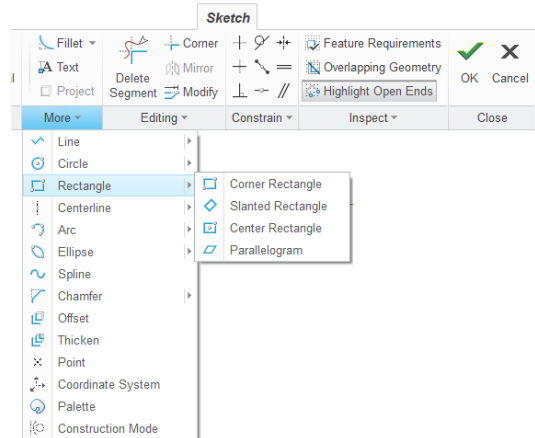 Sketch
Fillet
Corner
Feature Requirements
Text
Delete Segment
Mirror
Overlapping Geometry
OK
Cancel
Project
Modify
Highlight Open Ends
More
Editing
Constrain
Inspect
Close
Line
Circle
Rectangle
Corner Rectangle
Slanted Rectangle
Center Rectangle
Parallelogram
Centerline
Arc
Ellipse
Spline
Chamfer
Offset
Thicken
Point
Coordinate System
Palette
Construction Mode